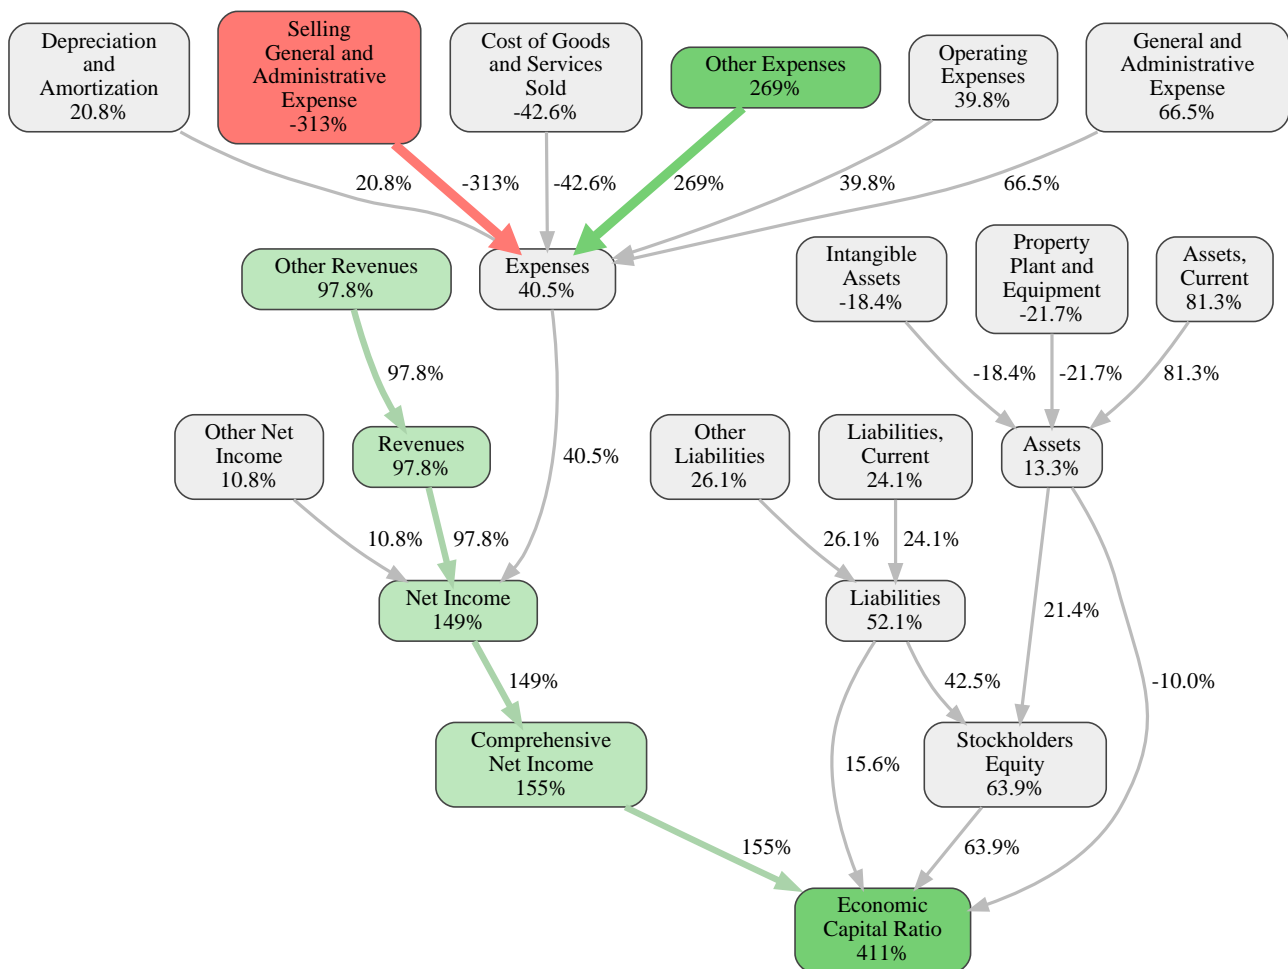 Depreciation
and
Amortization
20.8%
Selling
General and
Administrative
Expense
-313%
Cost of Goods
and Services
Sold
-42.6%
Other Expenses
269%
Operating
Expenses
39.8%
General and
Administrative
Expense
66.5%
20.8%
-313%
-42.6%
269%
39.8%
66.5%
Other Revenues
97.8%
Expenses
40.5%
Intangible
Assets
-18.4%
Property
Plant and
Equipment
-21.7%
Assets,
Current
81.3%
97.8%
-18.4%
-21.7%
81.3%
Other Net
Income
10.8%
Revenues
97.8%
40.5%
Other
Liabilities
26.1%
Liabilities,
Current
24.1%
Assets
13.3%
10.8%
97.8%
26.1%
24.1%
Net Income
149%
Liabilities
52.1%
21.4%
149%
42.5%
-10.0%
Comprehensive
Net Income
155%
15.6%
Stockholders
Equity
63.9%
155%
63.9%
Economic
Capital Ratio
411%